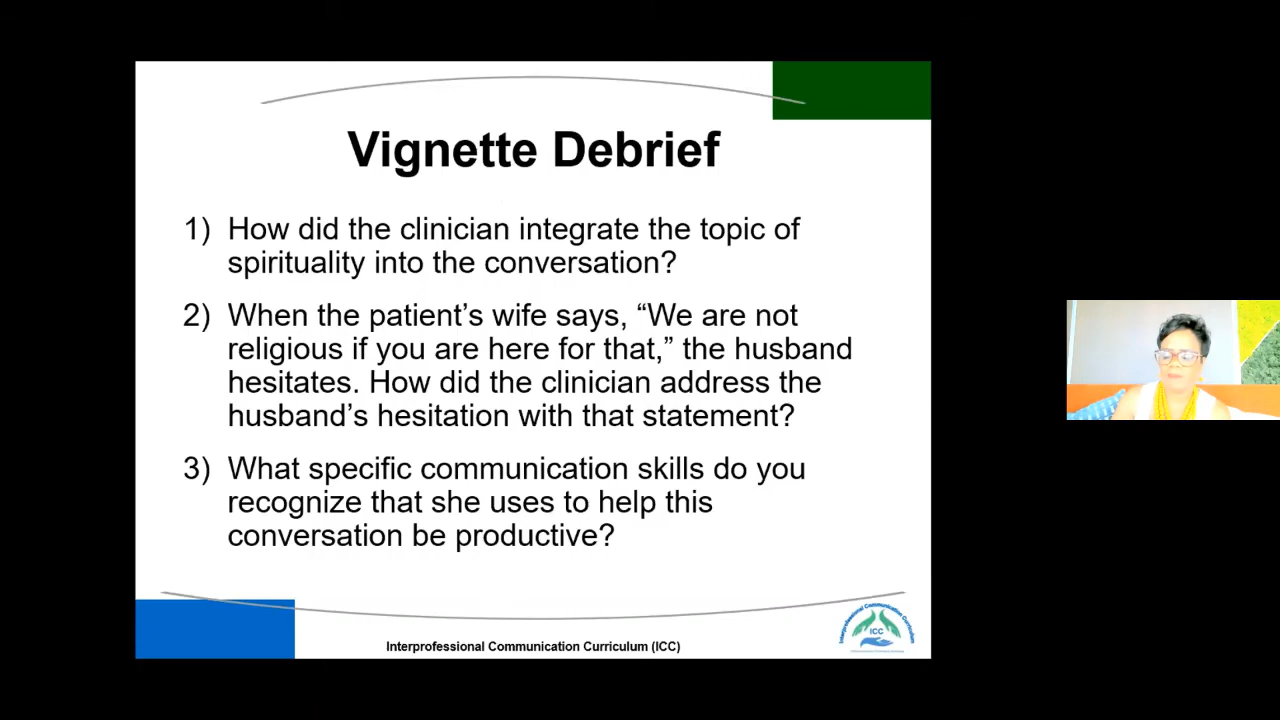 Vignette Debrief
1) How did the clinician integrate the topic of
spirituality into the conversation?
2) When the patient’s wife says, “We are not
religious if you are here for that,” the husband
hesitates. How did the clinician address the
husband’s hesitation with that statement?
3) What specific communication skills do you
recognize that she uses to help this
conversation be productive?
Interprofessional Communication Curriculum (ICC)
Interprofessional Communication Curriculum
ICC